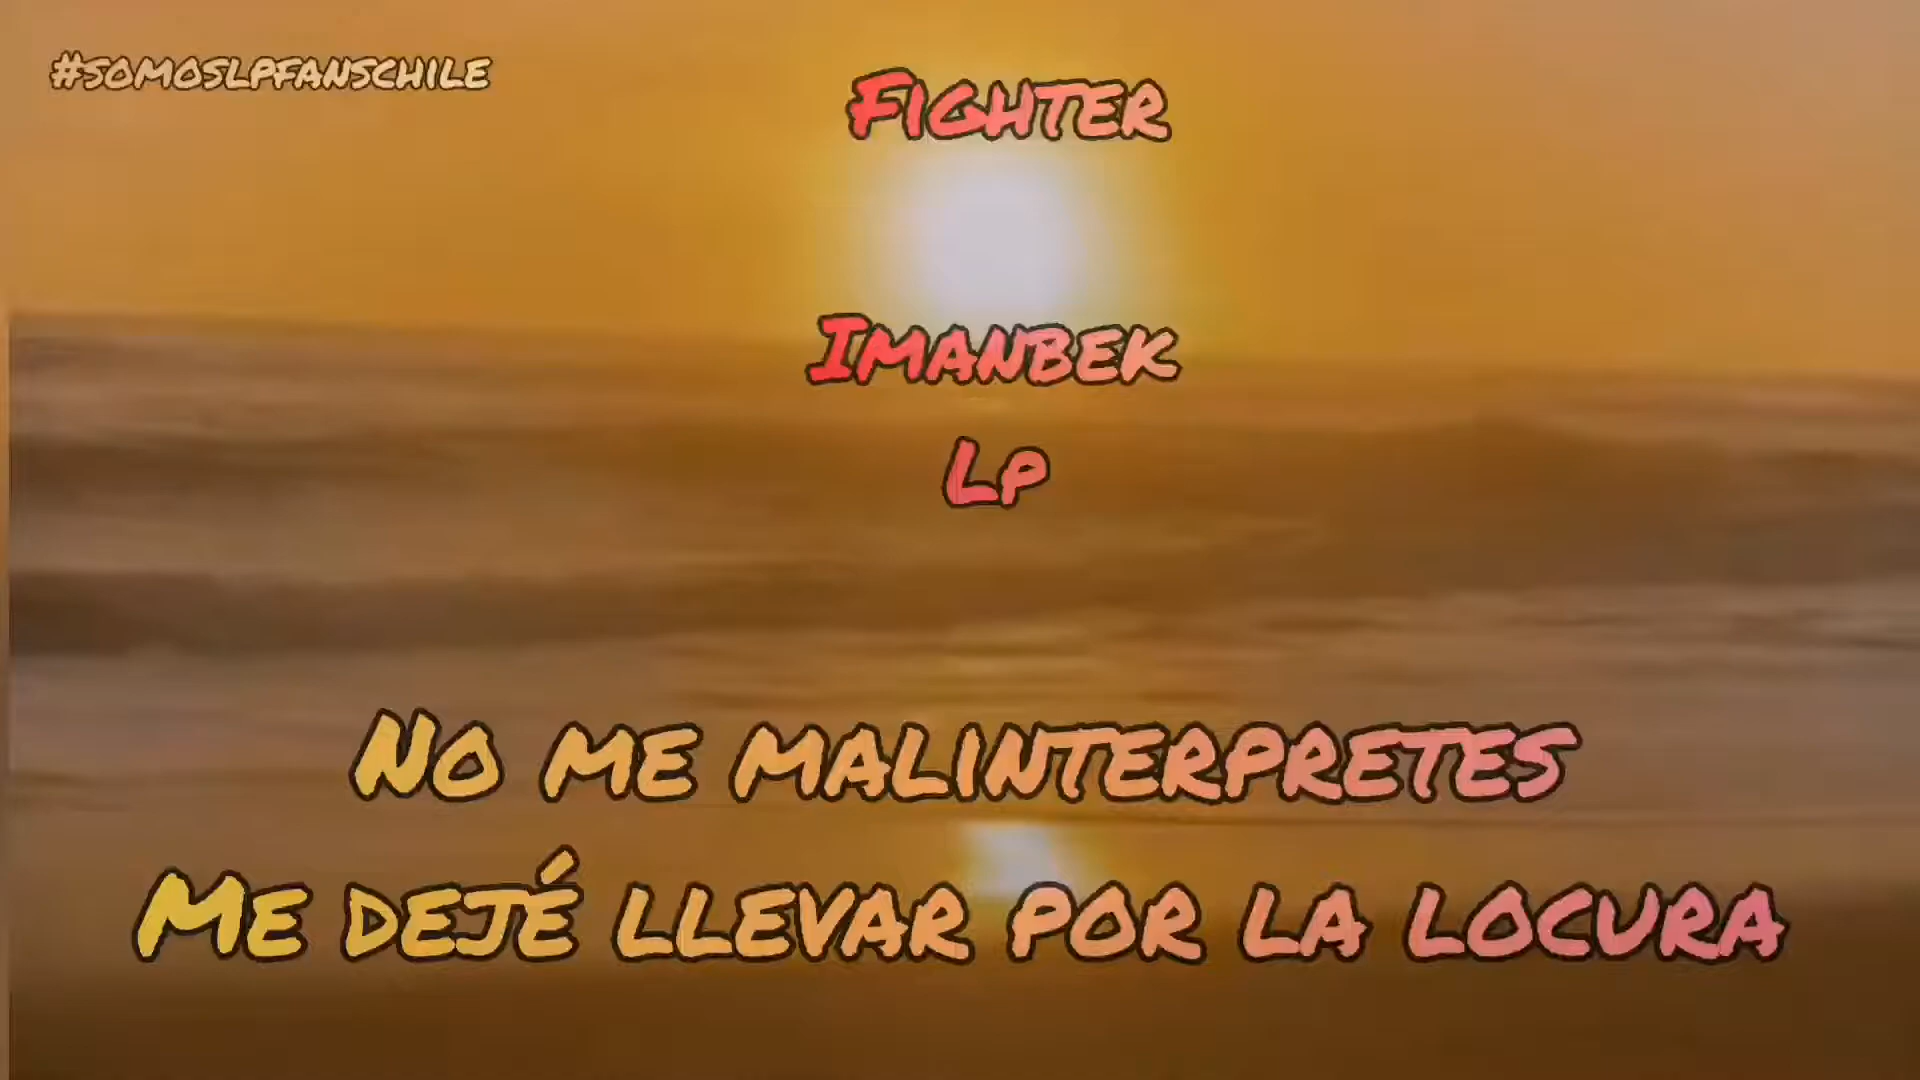 #SOMOSLPFANSCHILE
FIGHTER
IMANBEK
LP
NO ME MALINTERPRETES
ME DEJÉ LLEVAR POR LA LOCURA